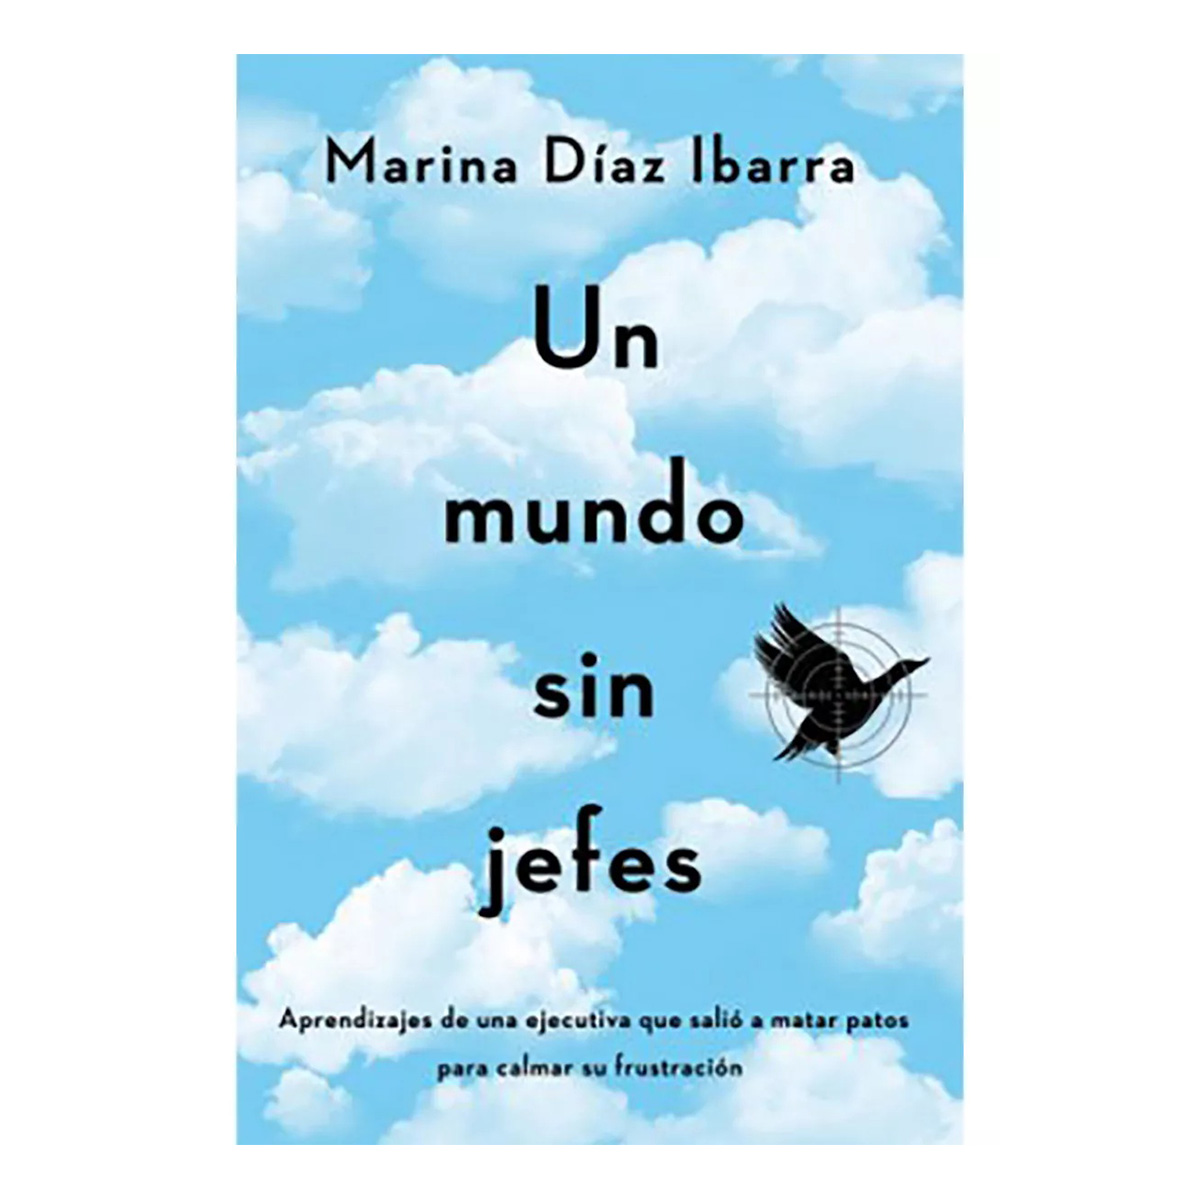 Marina Díaz Ibarra
Un
mundo
sin
jefes
Aprendizajes de una ejecutiva que salió a matar patos
para calmar su frustración